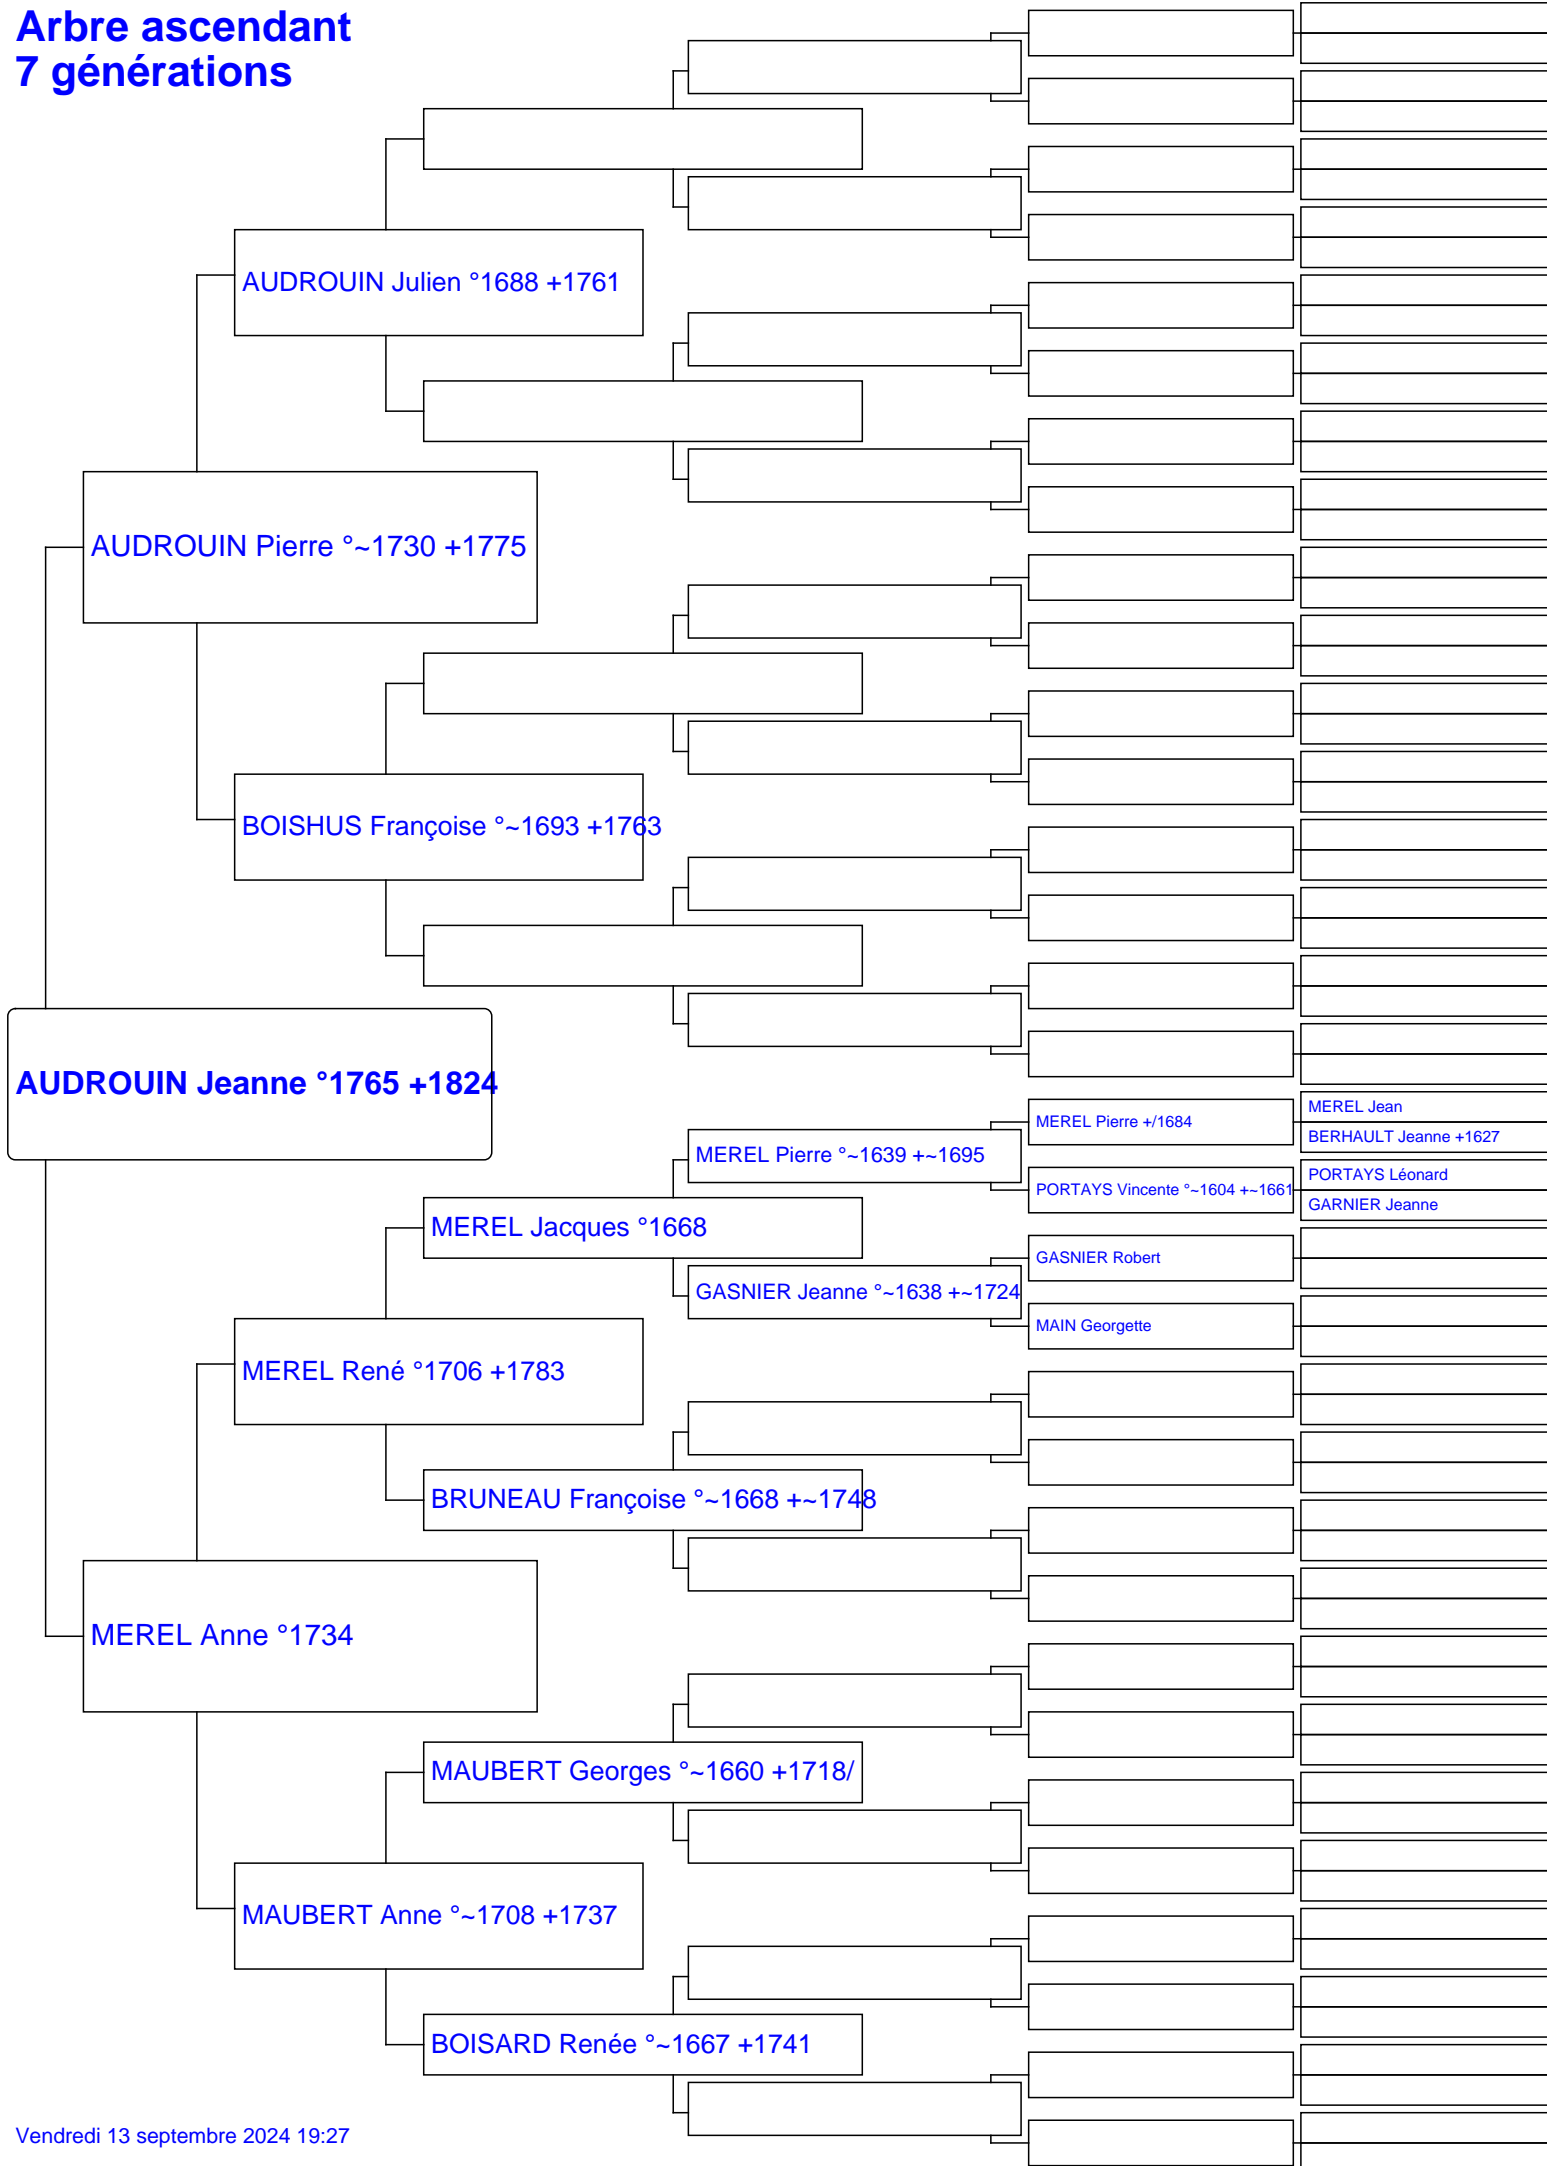 Arbre ascendant
7 générations
AUDROUIN Julien °1688 +1761
AUDROUIN Pierre °~1730 +1775
BOISHUS Françoise °~1693 +1763
AUDROUIN Jeanne °1765 +1824
MEREL Jean
MEREL Pierre +/1684
BERHAULT Jeanne +1627
MEREL Pierre °~1639 +~1695
PORTAYS Léonard
PORTAYS Vincente °~1604 +~1661
GARNIER Jeanne
MEREL Jacques °1668
GASNIER Robert
GASNIER Jeanne °~1638 +~1724
MAIN Georgette
MEREL René °1706 +1783
BRUNEAU Françoise °~1668 +~1748
MEREL Anne °1734
MAUBERT Georges °~1660 +1718/
MAUBERT Anne °~1708 +1737
BOISARD Renée °~1667 +1741
Vendredi 13 septembre 2024 19:27